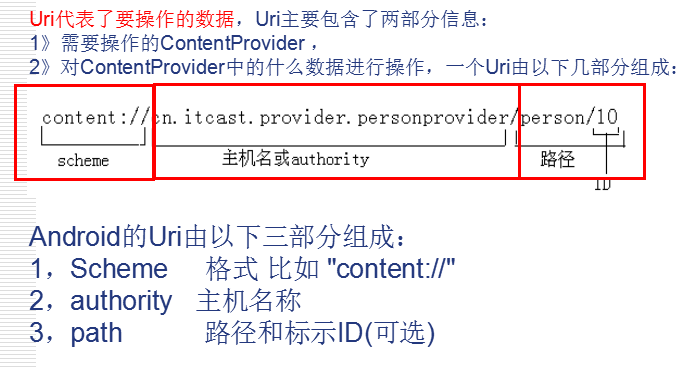 Uri代表了要操作的数据，Uri主要包含了两部分信息：
1》需要操作的ContentProvider ，
2》对ContentProvider中的什么数据进行操作，一个Uri由以下几部分组成：
content://cn.itcast.provider.personprovider/person/10
scheme 主机名或authority 路径
ID
Android的Uri由以下三部分组成：
1，Scheme 格式 比如 "content://"
2，authority 主机名称
3，path 路径和标示ID(可选)